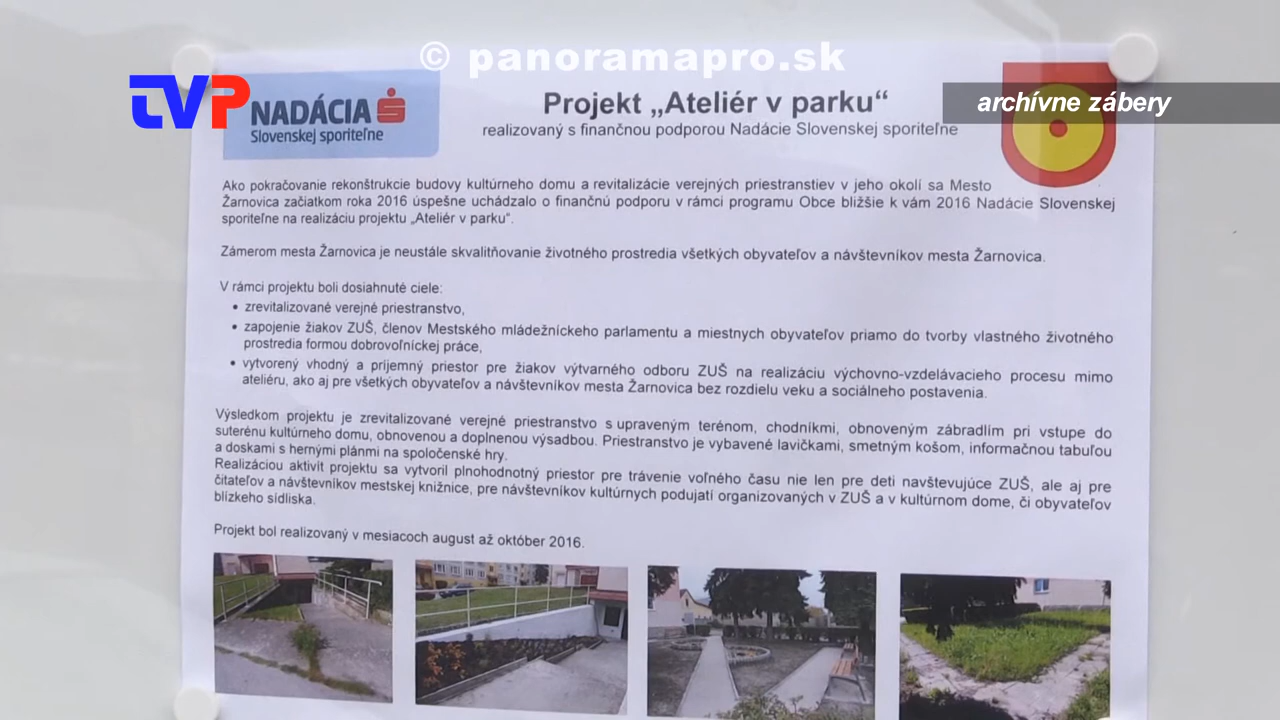 © panoramapro.sk
TVP
archívne zábery
NADÁCIA
Slovenskej sporiteľne
Projekt „Ateliér v parku“
realizovaný s finančnou podporou Nadácie Slovenskej sporiteľne
Ako pokračovanie rekonštrukcie budovy kultúrneho domu a revitalizácie verejných priestranstiev v jeho okolí sa Mesto
Žarnovica začiatkom roka 2016 úspešne uchádzalo o finančnú podporu v rámci programu Obce bližšie k vám 2016 Nadácie Slovenskej
sporiteľne na realizáciu projektu „Ateliér v parku“.
Zámerom mesta Žarnovica je neustále skvalitňovanie životného prostredia všetkých obyvateľov a návštevníkov mesta Žarnovica.
V rámci projektu boli dosiahnuté ciele:
• zrevitalizované verejné priestranstvo,
• zapojenie žiakov ZUŠ, členov Mestského mládežníckeho parlamentu a miestnych obyvateľov priamo do tvorby vlastného životného
prostredia formou dobrovoľníckej práce,
• vytvorený vhodný a príjemný priestor pre žiakov výtvarného odboru ZUŠ na realizáciu výchovno-vzdelávacieho procesu mimo
ateliéru, ako aj pre všetkých obyvateľov a návštevníkov mesta Žarnovica bez rozdielu veku a sociálneho postavenia.
Výsledkom projektu je zrevitalizované verejné priestranstvo s upraveným terénom, chodníkmi, obnoveným zábradlím pri vstupe do
suterénu kultúrneho domu, obnovenou a doplnenou výsadbou. Priestranstvo je vybavené lavičkami, smetným košom, informačnou tabuľou
a doskami s hernými plánmi na spoločenské hry.
Realizáciou aktivít projektu sa vytvoril plnohodnotný priestor pre trávenie voľného času nie len pre deti navštevujúce ZUŠ, ale aj pre
čitateľov a návštevníkov mestskej knižnice, pre návštevníkov kultúrnych podujatí organizovaných v ZUŠ a v kultúrnom dome, či obyvateľov
blízkeho sídliska.
Projekt bol realizovaný v mesiacoch august až október 2016.